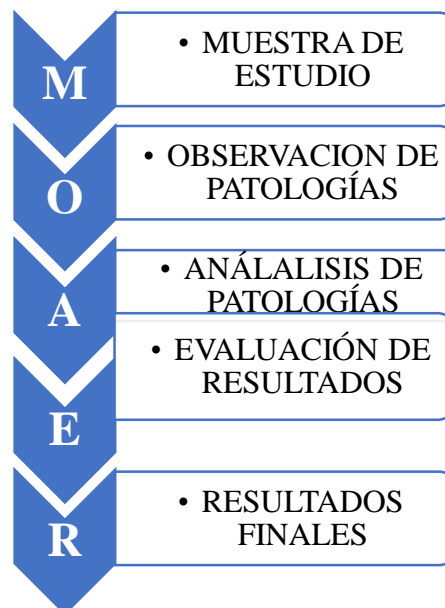 M
• MUESTRA DE
ESTUDIO
O
• OBSERVACION DE
PATOLOGÍAS
A
• ANÁLALISIS DE
PATOLOGÍAS
E
• EVALUACIÓN DE
RESULTADOS
R
• RESULTADOS
FINALES